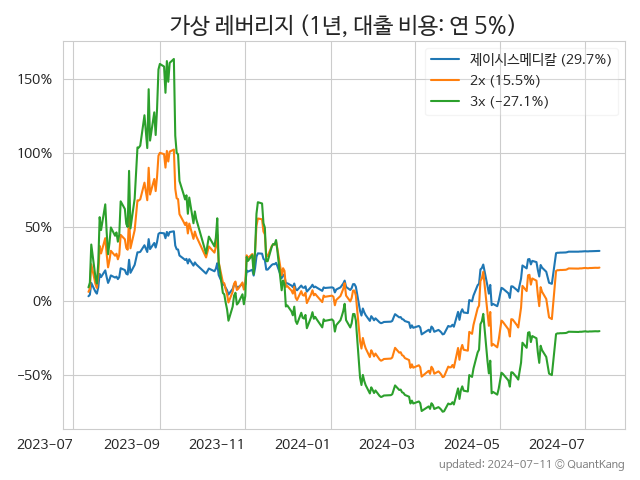 가상 레버리지 (1년, 대출 비용: 연 5%)
제이시스메디칼 (29.7%)
2x (15.5%)
3x (−27.1%)
150%
100%
50%
0%
−50%
2023-07 2023-09 2023-11 2024-01 2024-03 2024-05 2024-07
updated: 2024-07-11 © QuantKang